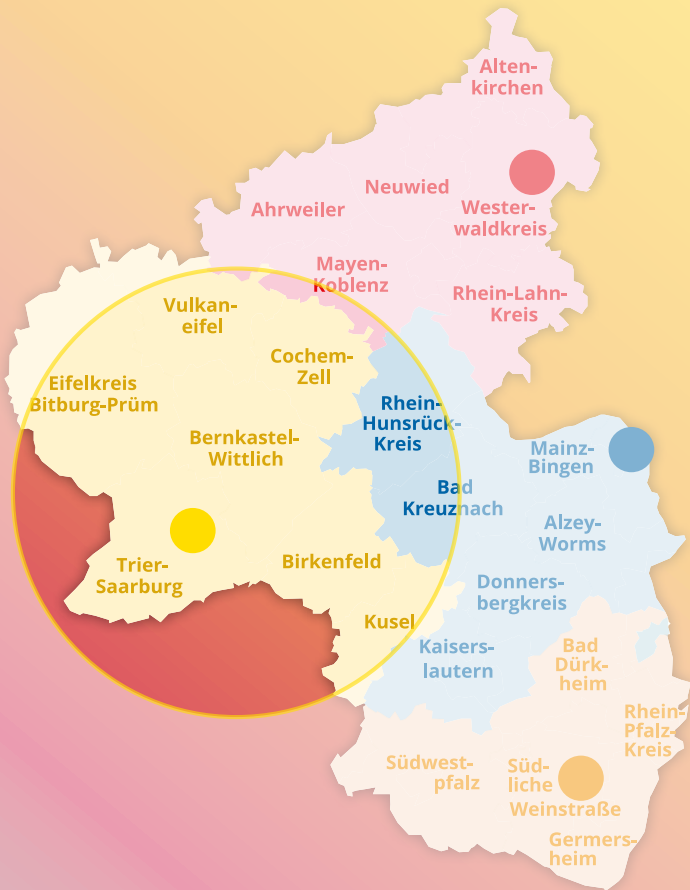 Alten-
kirchen
Neuwied
Ahrweiler
Wester-
waldkreis
Mayen-
Koblenz
Rhein-Lahn-
Kreis
Vulkan-
eifel
Cochem-
Zell
Eifelkreis
Bitburg-Prüm
Rhein-
Hunsrück-
Kreis
Bernkastel-
Wittlich
Mainz-
Bingen
Bad
Kreuznach
Alzey-
Worms
Trier-
Saarburg
Birkenfeld
Donners-
bergkreis
Kusel
Kaisers-
lautern
Bad
Dürk-
heim
Rhein-
Pfalz-
Kreis
Südwest-
pfalz
Süd-
liche
Weinstraße
Germers-
heim